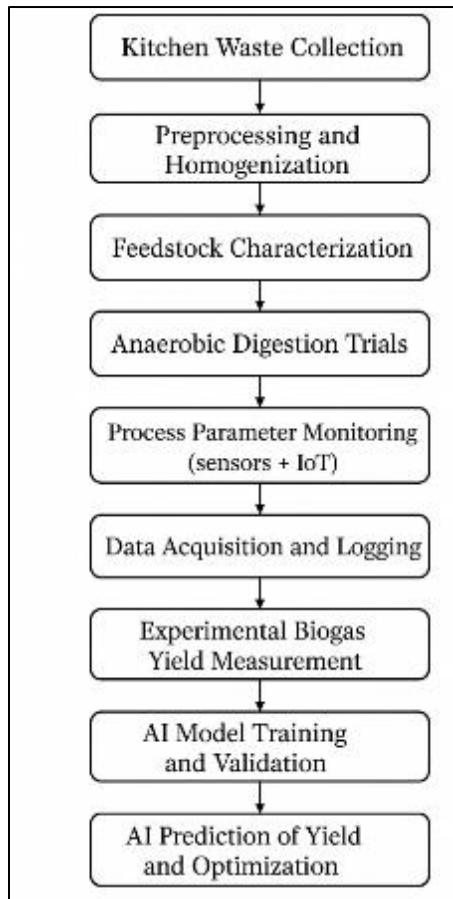 Kitchen Waste Collection
Preprocessing and
Homogenization
Feedstock Characterization
Anaerobic Digestion Trials
Process Parameter Monitoring
(sensors + IoT)
Data Acquisition and Logging
Experimental Biogas
Yield Measurement
AI Model Training
and Validation
AI Prediction of Yield
and Optimization